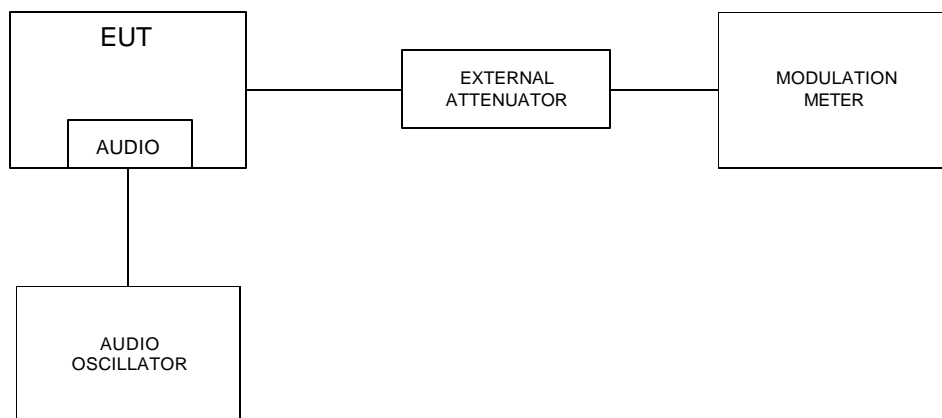 EUT
AUDIO
EXTERNAL
ATTENUATOR
MODULATION
METER
AUDIO
OSCILLATOR